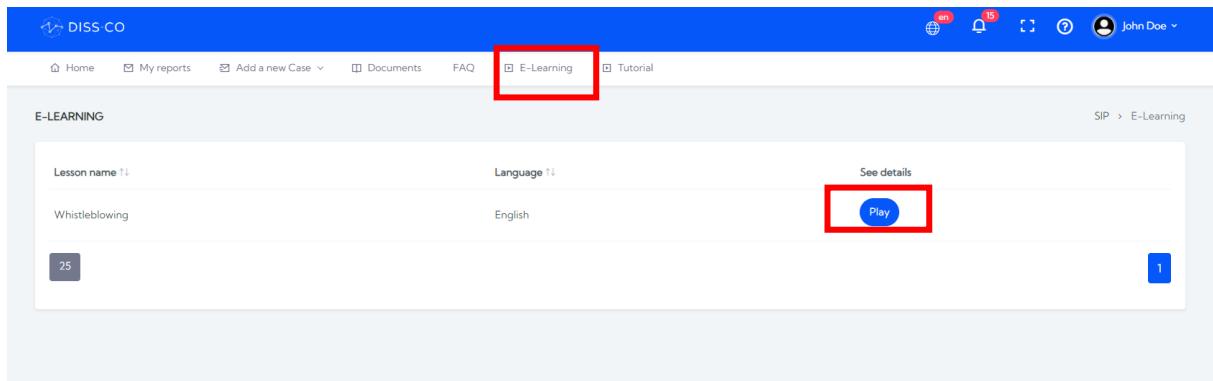 DISS-CO en 15 John Doe
Home My reports Add a new Case Documents FAQ E-Learning Tutorial
E-LEARNING SIP > E-Learning
Lesson name ↑↓ Language ↑↓ See details
Whistleblowing English Play
25 1